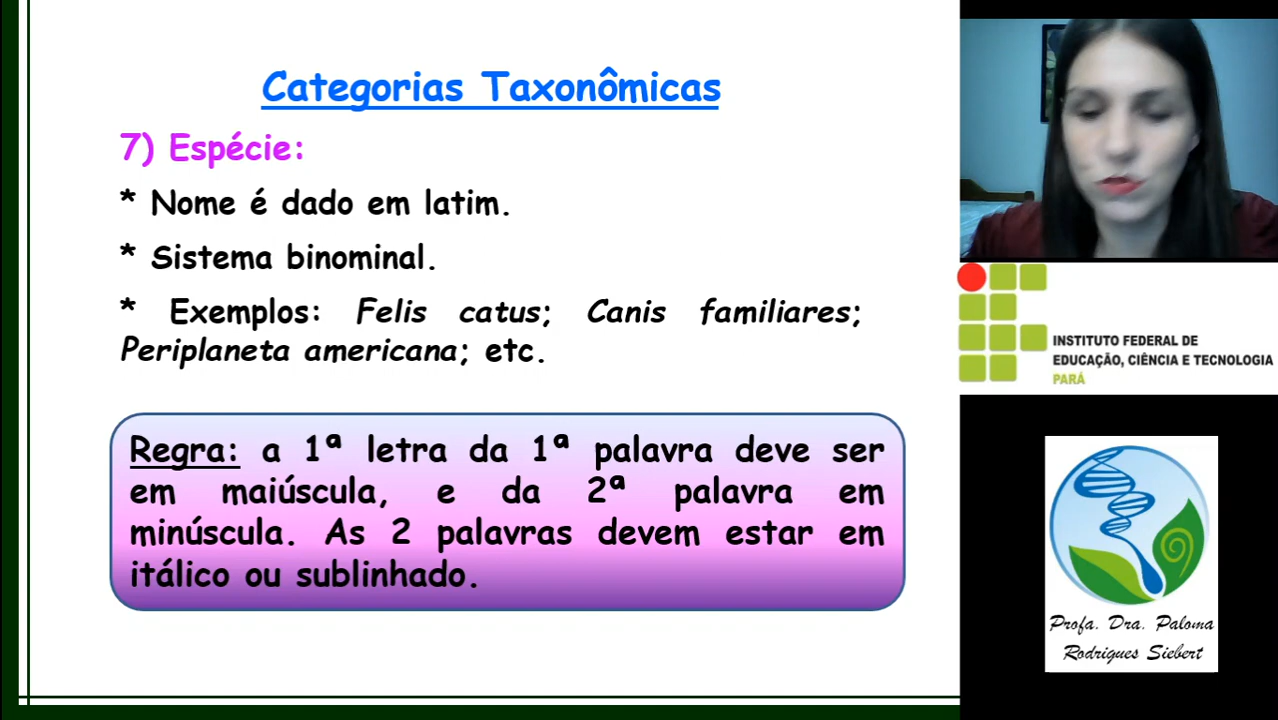 Categorias Taxonômicas
7) Espécie:
* Nome é dado em latim.
* Sistema binominal.
* Exemplos: Felis catus; Canis familiares;
Periplaneta americana; etc.
Regra: a 1ª letra da 1ª palavra deve ser
em maiúscula, e da 2ª palavra em
minúscula. As 2 palavras devem estar em
itálico ou sublinhado.
INSTITUTO FEDERAL DE
EDUCAÇÃO, CIÊNCIA E TECNOLOGIA
PARÁ
Profa. Dra. Paloma
Rodrigues Siebert